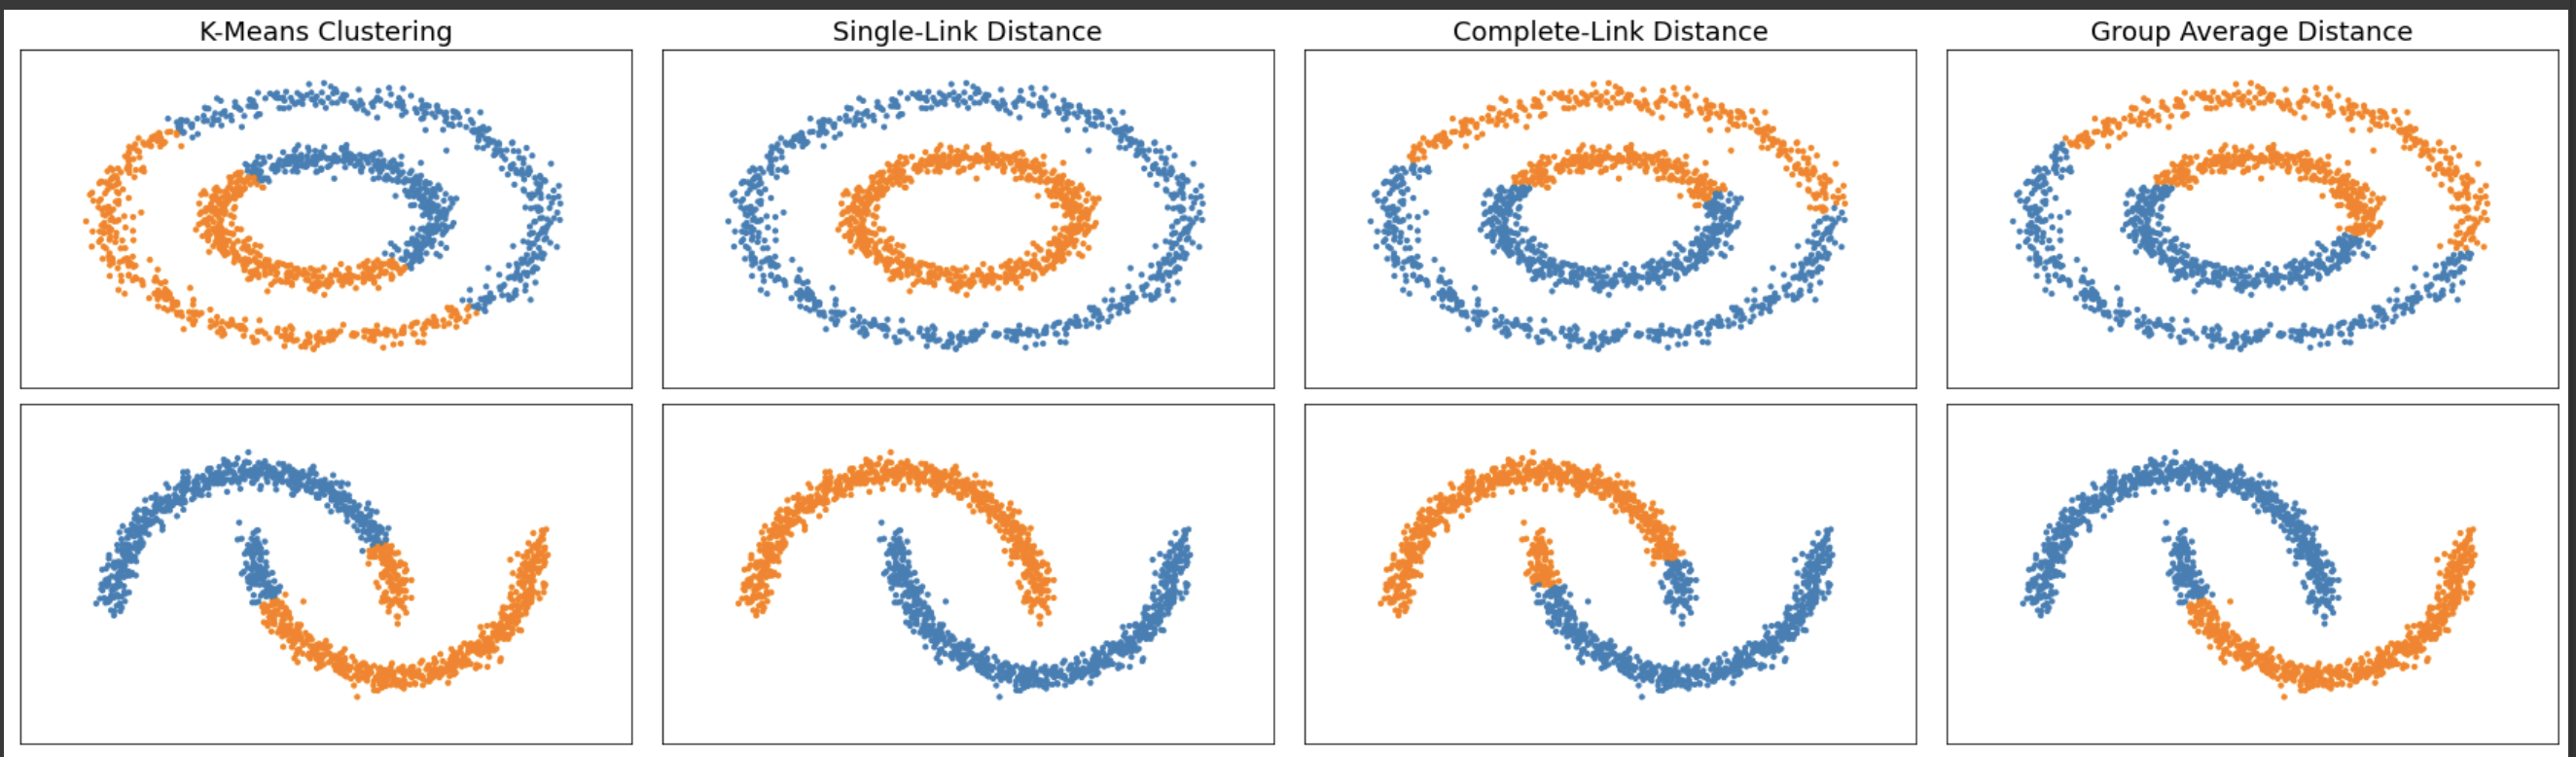 K-Means Clustering
Single-Link Distance
Complete-Link Distance
Group Average Distance